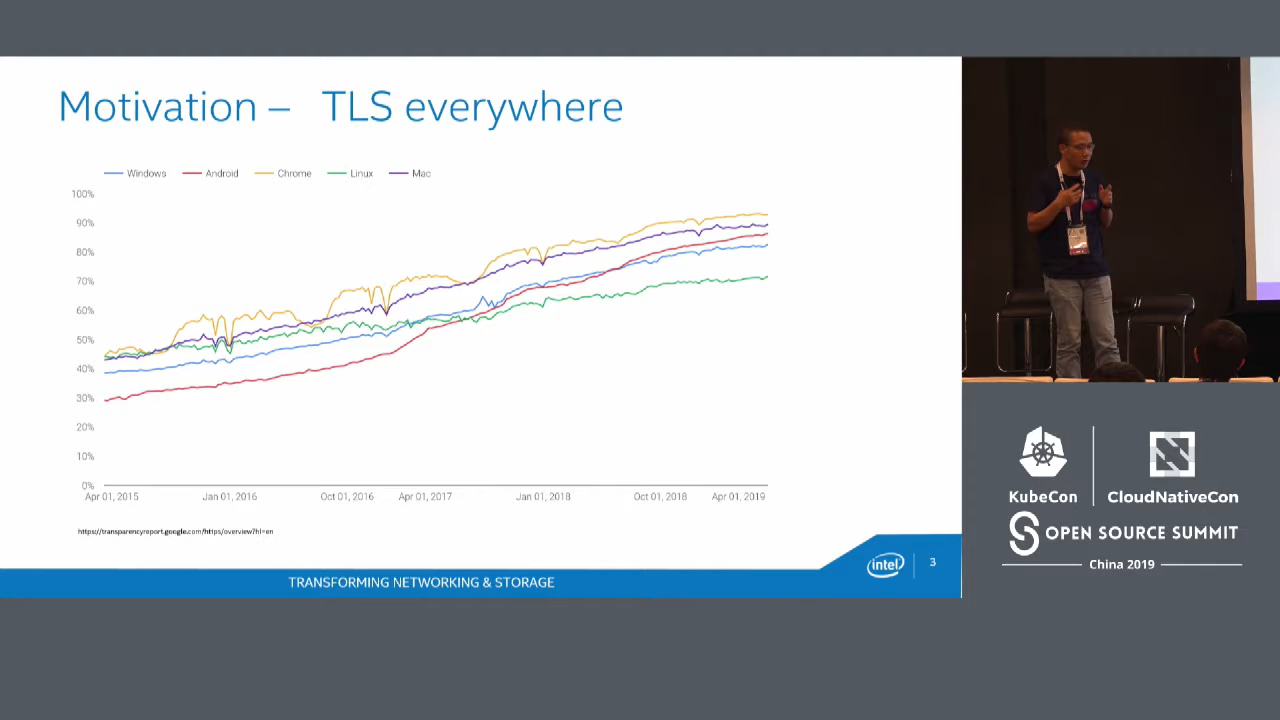 Motivation – TLS everywhere
Windows Android Chrome Linux Mac
100%
90%
80%
70%
60%
50%
40%
30%
20%
10%
0%
Apr 01, 2015 Jan 01, 2016 Oct 01, 2016 Apr 01, 2017 Jan 01, 2018 Oct 01, 2018 Apr 01, 2019
https://transparencyreport.google.com/https/overview?hl=en
TRANSFORMING NETWORKING & STORAGE
intel
3
KubeCon
CloudNativeCon
OPEN SOURCE SUMMIT
China 2019